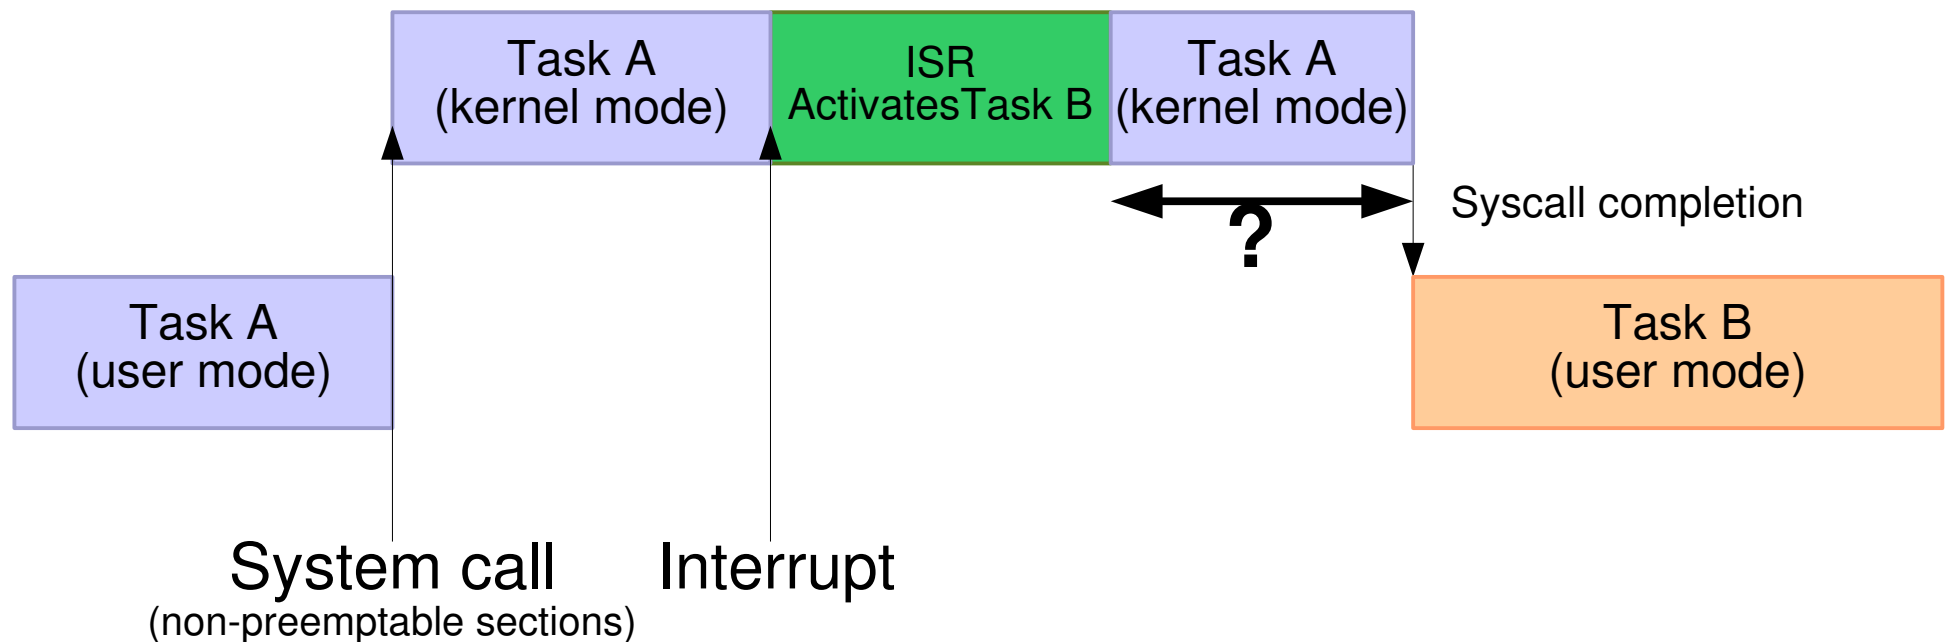 Task A
(kernel mode)
ISR
ActivatesTask B
Task A
(kernel mode)
?
Syscall completion
Task A
(user mode)
Task B
(user mode)
System call
(non-preemptable sections)
Interrupt